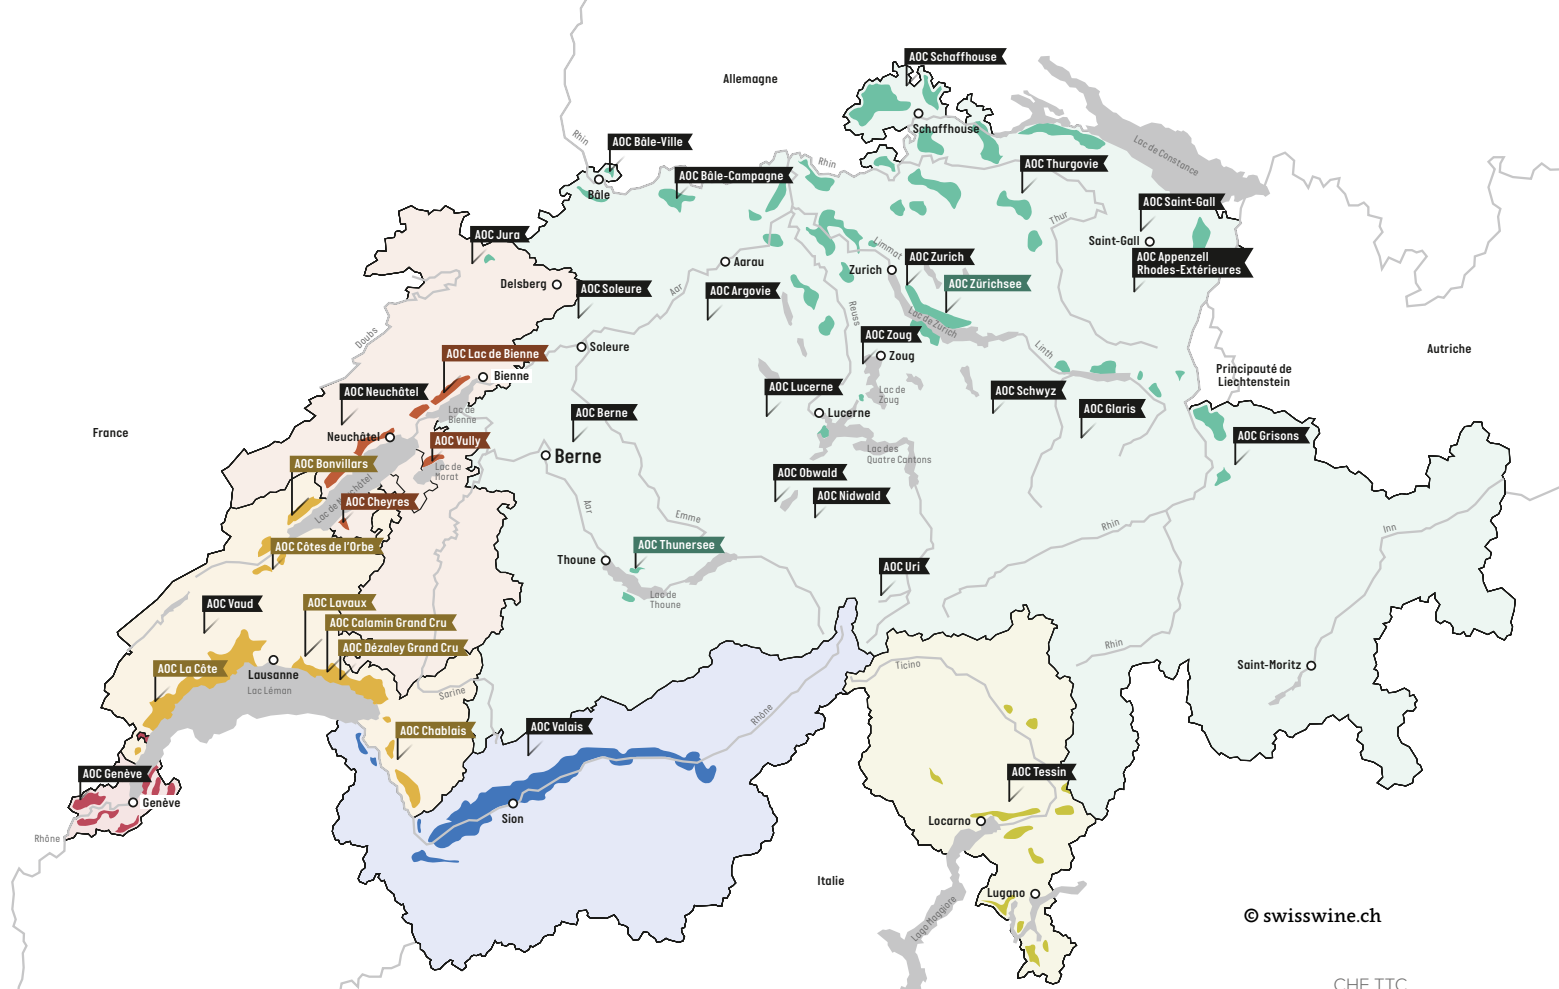 AOC Schaffhouse
Allemagne
Schaffhouse
Rhin
AOC Bâle-Ville
Lac de Constance
Rhin
AOC Thurgovie
AOC Bâle-Campagne
Bâle
AOC Saint-Gall
Thur
AOC Jura
Saint-Gall
Limmat
AOC Appenzell
Rhodes-Extérieures
AOC Zurich
Aarau
Zurich
Delsberg
AOC Zürichsee
AOC Soleure
Aar
AOC Argovie
Reuss
Lac de Zurich
Doubs
AOC Zoug
Soleure
Linth
Autriche
AOC Lac de Bienne
Zoug
Principauté de
Liechtenstein
Bienne
AOC Neuchâtel
AOC Lucerne
Lac de
Zoug
AOC Schwyz
Lac de
Bienne
AOC Berne
Lucerne
AOC Glaris
France
Neuchâtel
AOC Vully
AOC Grisons
Lac des
Quatre Cantons
Berne
AOC Bonvillars
Lac de
Morat
AOC Obwald
Lac de Neuchâtel
AOC Cheyres
AOC Nidwald
Aar
Emme
Rhin
Inn
AOC Côtes de l'Orbe
AOC Thunersee
Thoune
AOC Uri
Lac de
Thoune
AOC Vaud
AOC Lavaux
AOC Calamin Grand Cru
AOC Dézaley Grand Cru
Rhin
AOC La Côte
Lausanne
Lac Léman
Ticino
Saint-Moritz
Sarine
Rhône
AOC Chablais
AOC Valais
AOC Genève
AOC Tessin
Genève
Sion
Locarno
Rhône
Italie
Lugano
Lago Maggiore
© swisswine.ch
CHF TTC